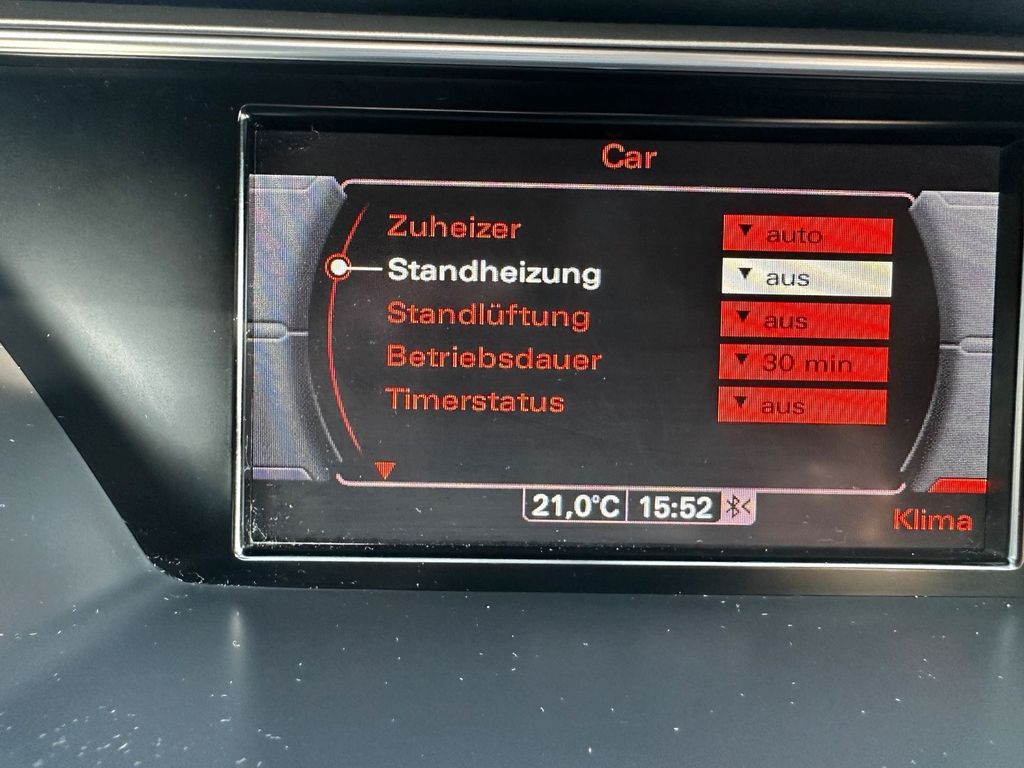 Car
Zuheizer ▼ auto
Standheizung ▼ aus
Standlüftung ▼ aus
Betriebsdauer ▼ 30 min
Timerstatus ▼ aus
21,0°C 15:52
Klima